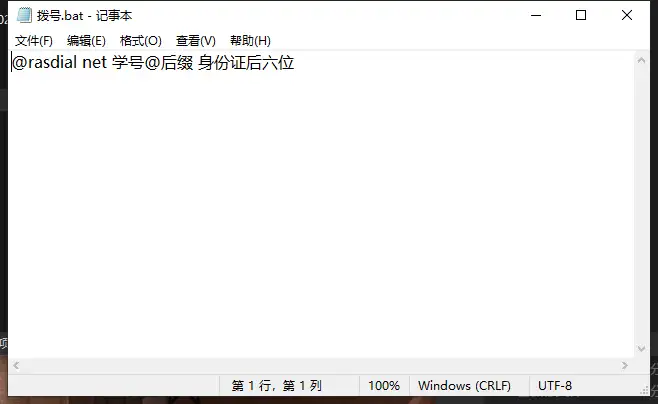 拨号.bat - 记事本
文件(F) 编辑(E) 格式(O) 查看(V) 帮助(H)
@rasdial net 学号@后缀 身份证后六位
第 1 行，第 1 列 100% Windows (CRLF) UTF-8